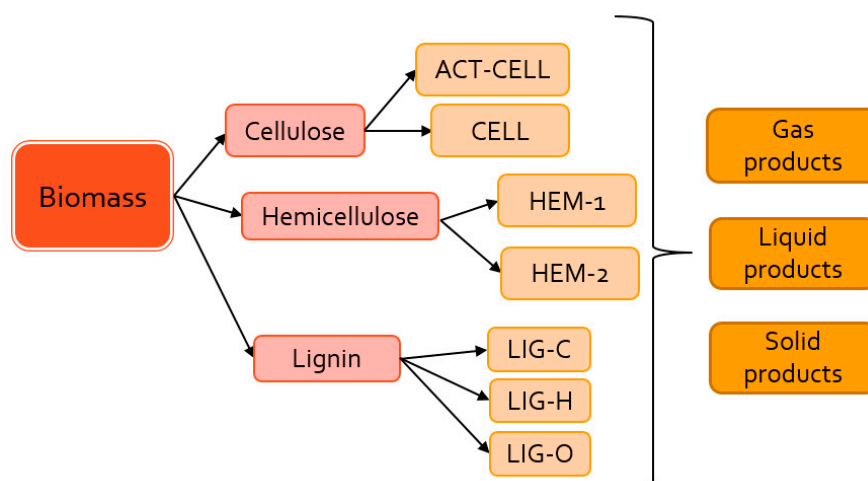 Biomass
Cellulose
Hemicellulose
Lignin
ACT-CELL
CELL
HEM-1
HEM-2
LIG-C
LIG-H
LIG-O
Gas
products
Liquid
products
Solid
products